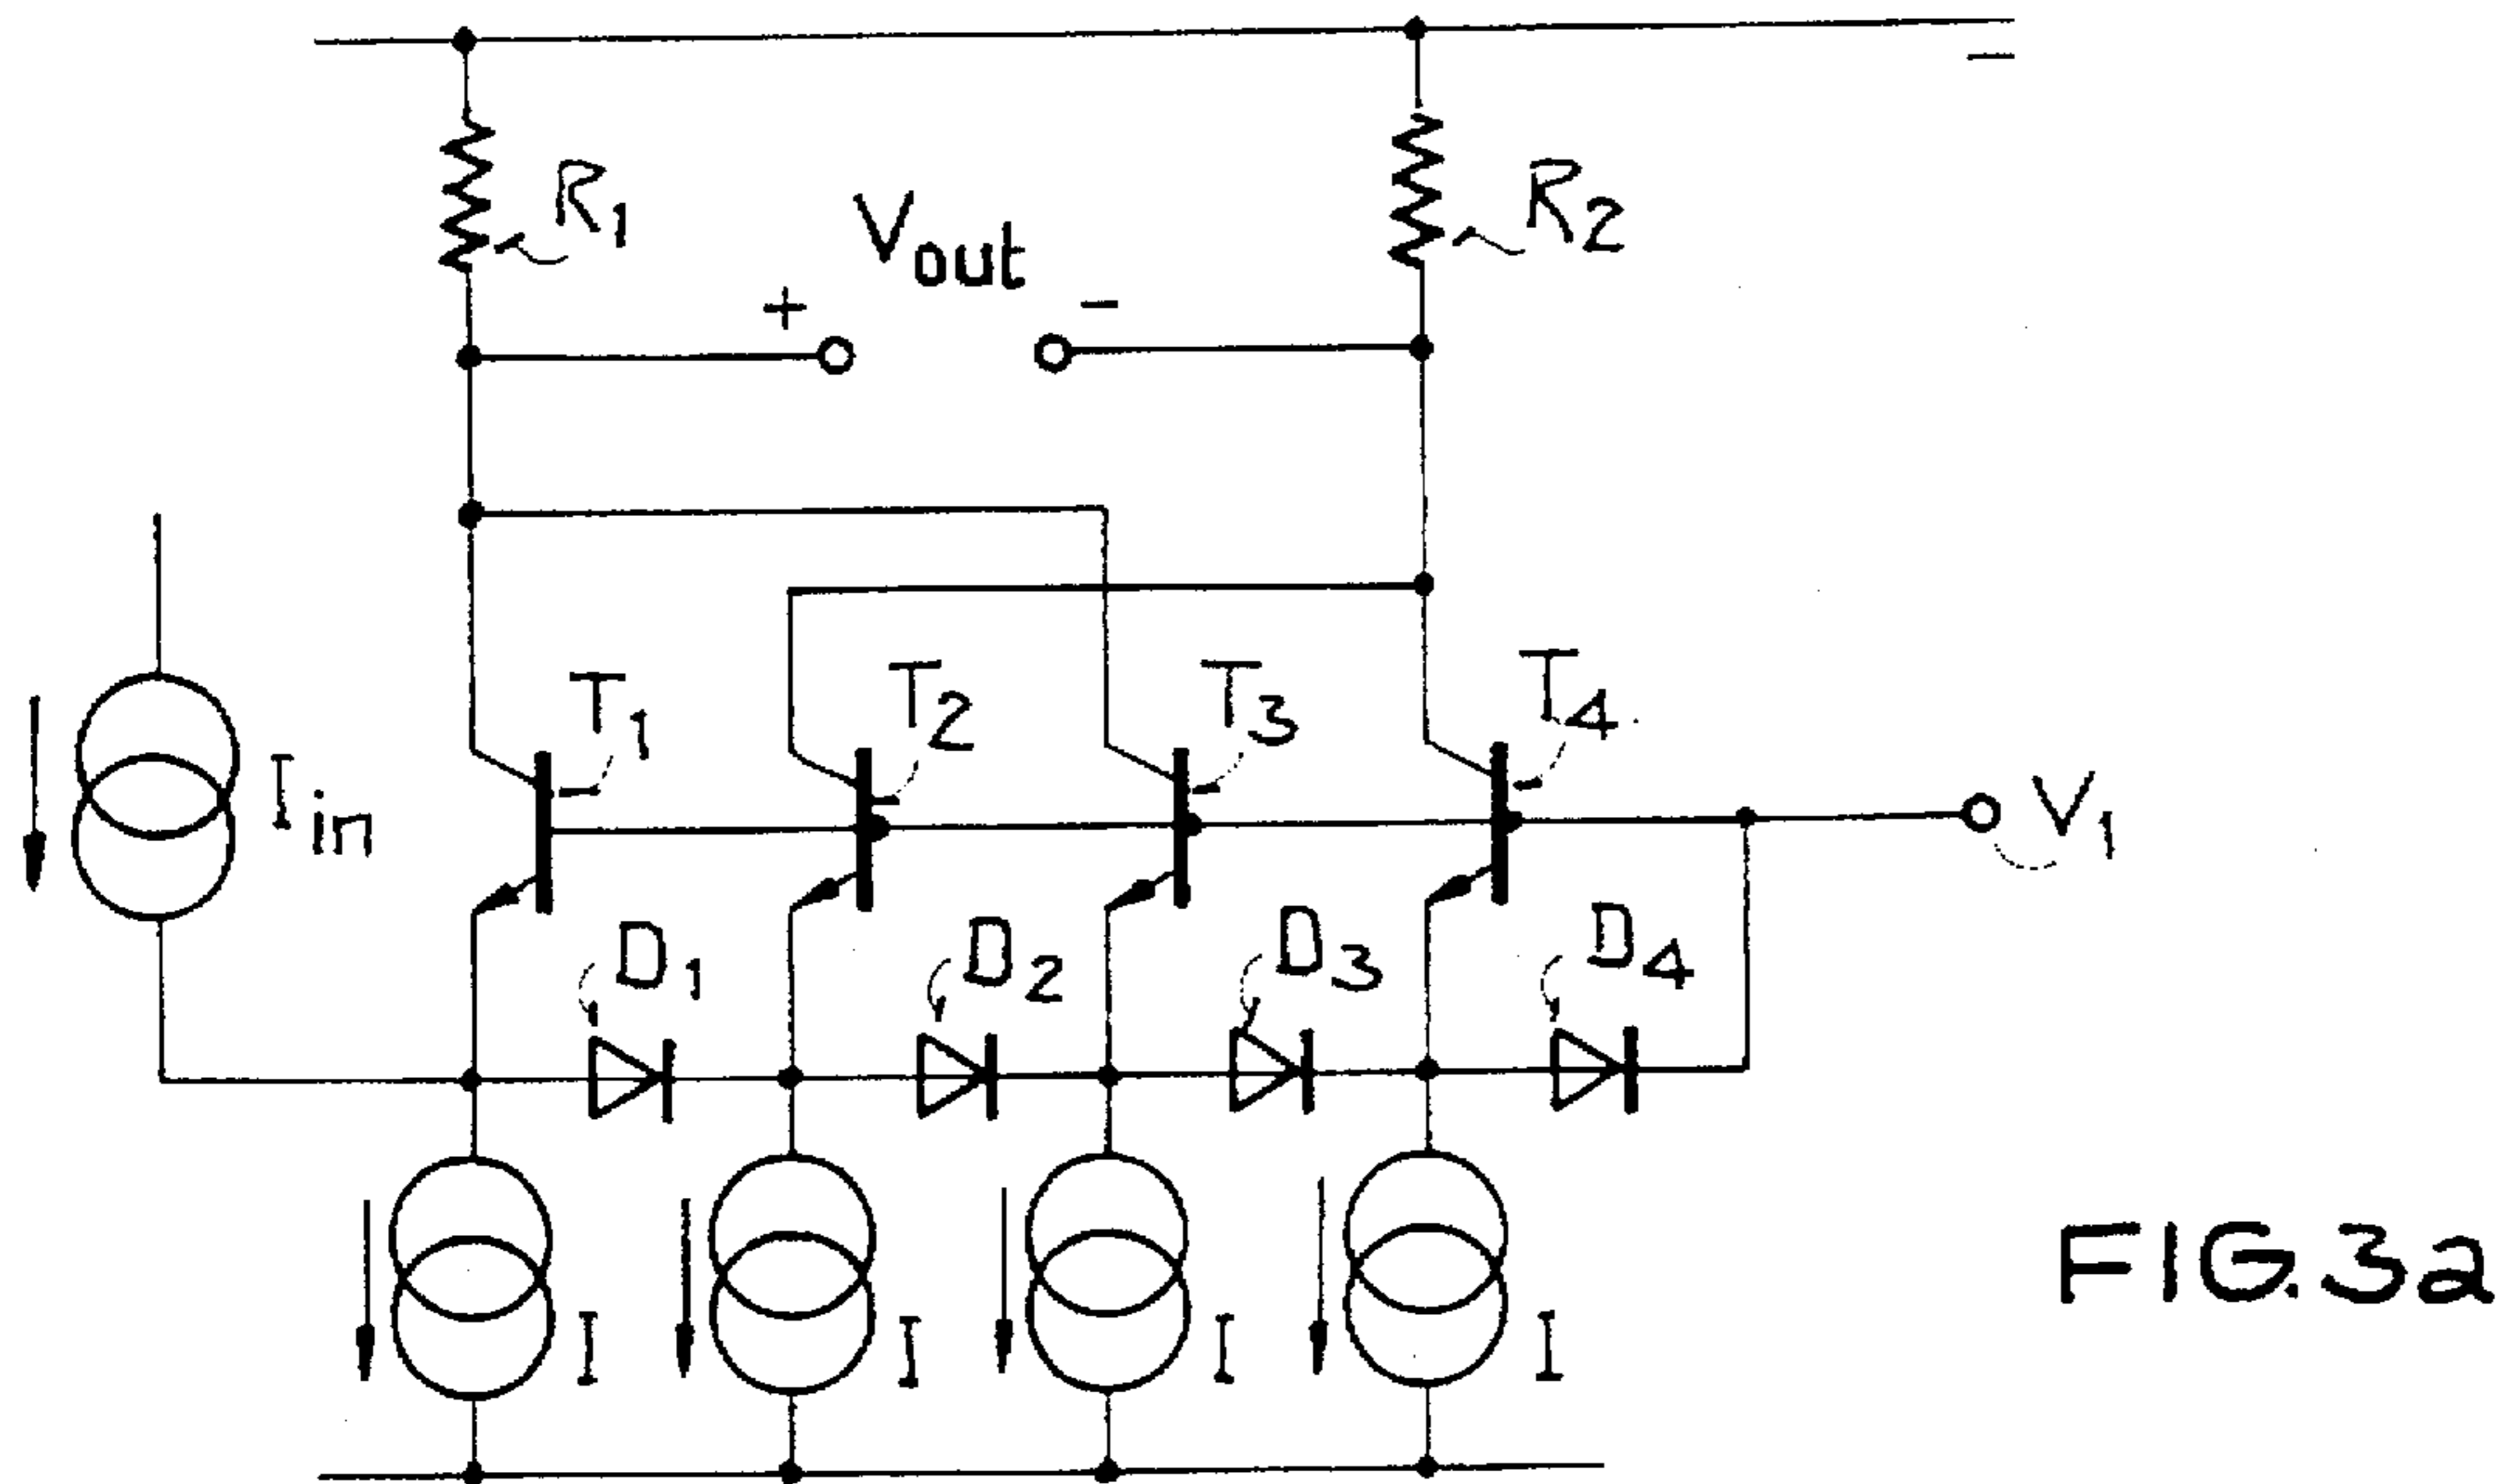 R1
Vout
R2
+ -
-
T1
T2
T3
T4
Iin
V1
D1
D2
D3
D4
I
I
I
I
FIG.3a